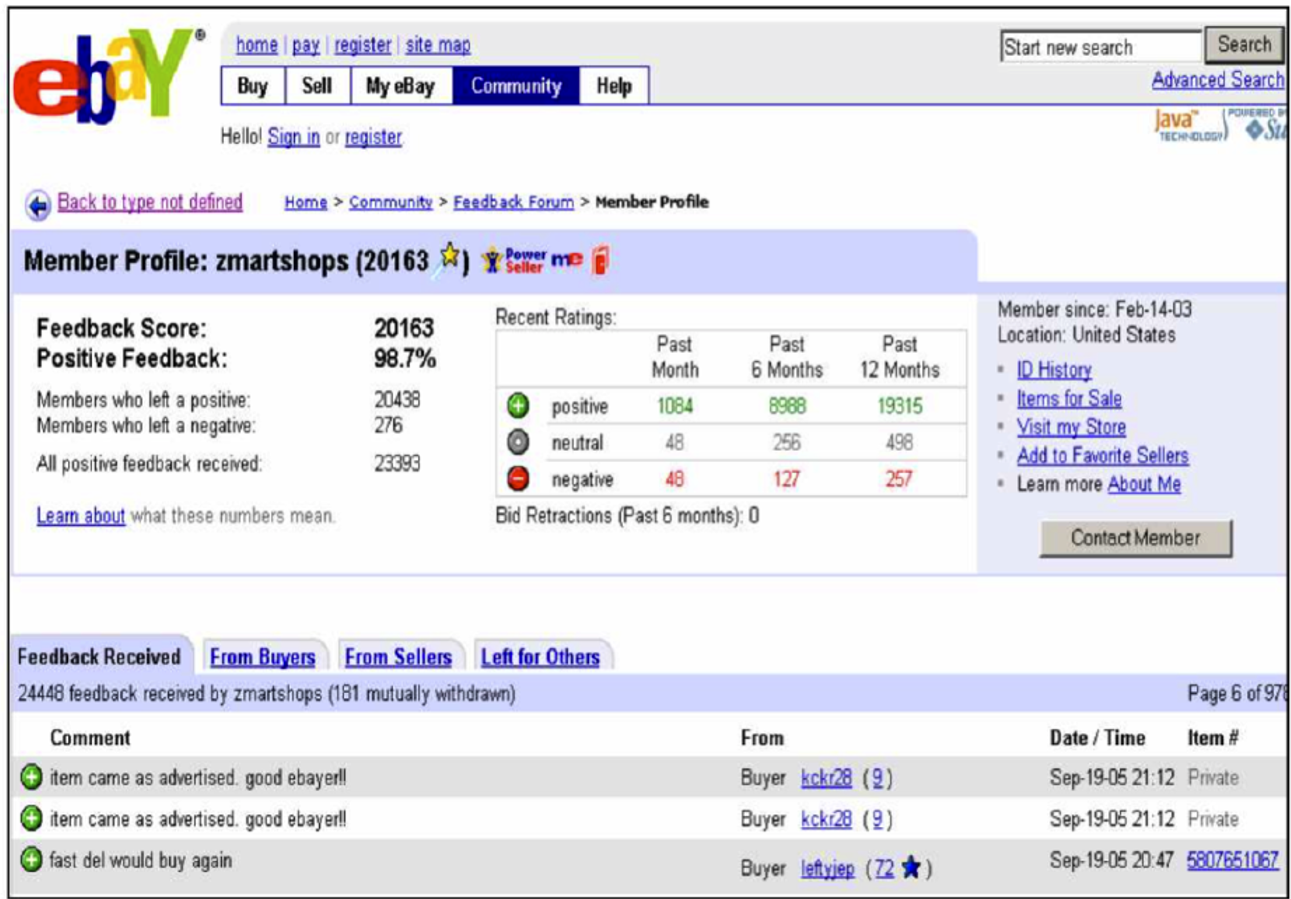 ebaY®
home | pay | register | site map
Start new search Search
Buy Sell My eBay Community Help
Advanced Search
Hello! Sign in or register.
Java™ TECHNOLOGY POWERED
Back to type not defined Home > Community > Feedback Forum > Member Profile
Member Profile: zmartshops (20163 ) Power Seller me
Feedback Score: 20163
Positive Feedback: 98.7%
Members who left a positive: 20438
Members who left a negative: 276
All positive feedback received: 23393
Learn about what these numbers mean.
Recent Ratings:
Past Month Past 6 Months Past 12 Months
positive 1084 8988 19315
neutral 48 256 498
negative 48 127 257
Bid Retractions (Past 6 months): 0
Member since: Feb-14-03
Location: United States
ID History
Items for Sale
Visit my Store
Add to Favorite Sellers
Learn more About Me
Contact Member
Feedback Received From Buyers From Sellers Left for Others
24448 feedback received by zmartshops (181 mutually withdrawn) Page 6 of 978
Comment From Date / Time Item #
item came as advertised. good ebayer!! Buyer kckr28 ( 9 ) Sep-19-05 21:12 Private
item came as advertised. good ebayer!! Buyer kckr28 ( 9 ) Sep-19-05 21:12 Private
fast del would buy again Buyer leftyjep ( 72 ) Sep-19-05 20:47 5807651067